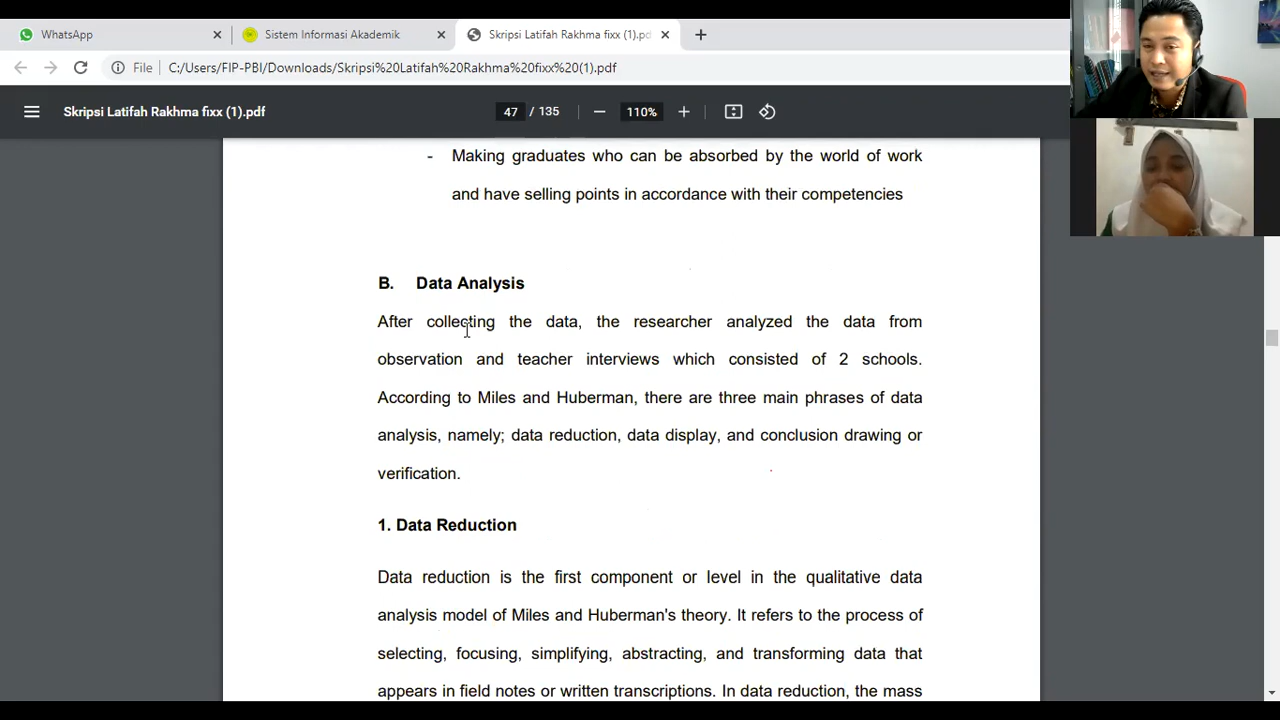 WhatsApp
Sistem Informasi Akademik
Skripsi Latifah Rakhma fixx (1).pd
File
C:/Users/FIP-PBI/Downloads/Skripsi%20Latifah%20Rakhma%20fixx%20(1).pdf
Skripsi Latifah Rakhma fixx (1).pdf
47 / 135
110%
- Making graduates who can be absorbed by the world of work
and have selling points in accordance with their competencies
B. Data Analysis
After collecting the data, the researcher analyzed the data from
observation and teacher interviews which consisted of 2 schools.
According to Miles and Huberman, there are three main phrases of data
analysis, namely; data reduction, data display, and conclusion drawing or
verification.
1. Data Reduction
Data reduction is the first component or level in the qualitative data
analysis model of Miles and Huberman's theory. It refers to the process of
selecting, focusing, simplifying, abstracting, and transforming data that
appears in field notes or written transcriptions. In data reduction, the mass